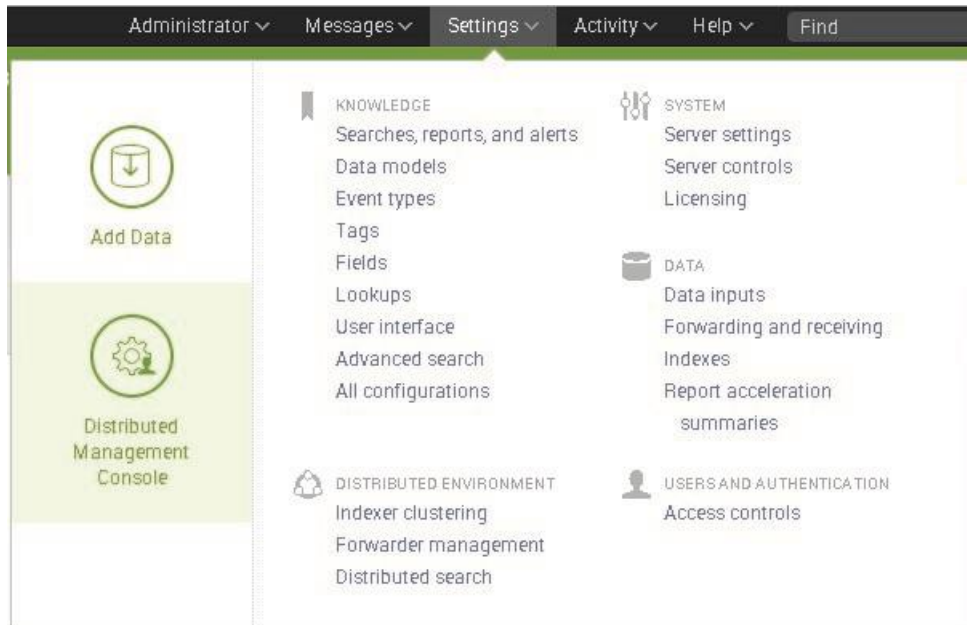 Administrator Messages Settings Activity Help Find
Add Data
Distributed
Management
Console
KNOWLEDGE
Searches, reports, and alerts
Data models
Event types
Tags
Fields
Lookups
User interface
Advanced search
All configurations
DISTRIBUTED ENVIRONMENT
Indexer clustering
Forwarder management
Distributed search
SYSTEM
Server settings
Server controls
Licensing
DATA
Data inputs
Forwarding and receiving
Indexes
Report acceleration
summaries
USERS AND AUTHENTICATION
Access controls